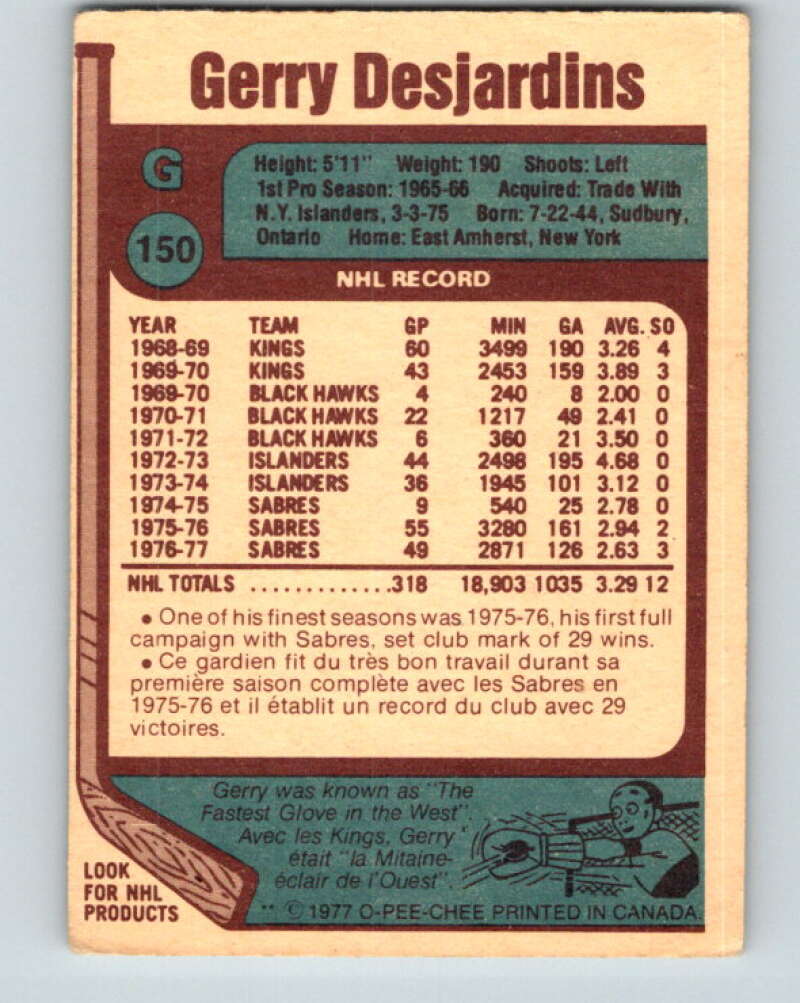 Gerry Desjardins
G
150
Height: 5'11" Weight: 190 Shoots: Left
1st Pro Season: 1965-66 Acquired: Trade With
N.Y. Islanders, 3-3-75 Born: 7-22-44, Sudbury,
Ontario Home: East Amherst, New York
NHL RECORD
YEAR TEAM GP MIN GA AVG. SO
1968-69 KINGS 60 3499 190 3.26 4
1969-70 KINGS 43 2453 159 3.89 3
1969-70 BLACK HAWKS 4 240 8 2.00 0
1970-71 BLACK HAWKS 22 1217 49 2.41 0
1971-72 BLACK HAWKS 6 360 21 3.50 0
1972-73 ISLANDERS 44 2498 195 4.68 0
1973-74 ISLANDERS 36 1945 101 3.12 0
1974-75 SABRES 9 540 25 2.78 0
1975-76 SABRES 55 3280 161 2.94 2
1976-77 SABRES 49 2871 126 2.63 3
NHL TOTALS .............318 18,903 1035 3.29 12
• One of his finest seasons was 1975-76, his first full
campaign with Sabres, set club mark of 29 wins.
• Ce gardien fit du très bon travail durant sa
première saison complète avec les Sabres en
1975-76 et il établit un record du club avec 29
victoires.
Gerry was known as "The
Fastest Glove in the West".
Avec les Kings, Gerry
était "la Mitaine-
éclair de l'Ouest".
LOOK
FOR NHL
PRODUCTS
** © 1977 O-PEE-CHEE PRINTED IN CANADA.